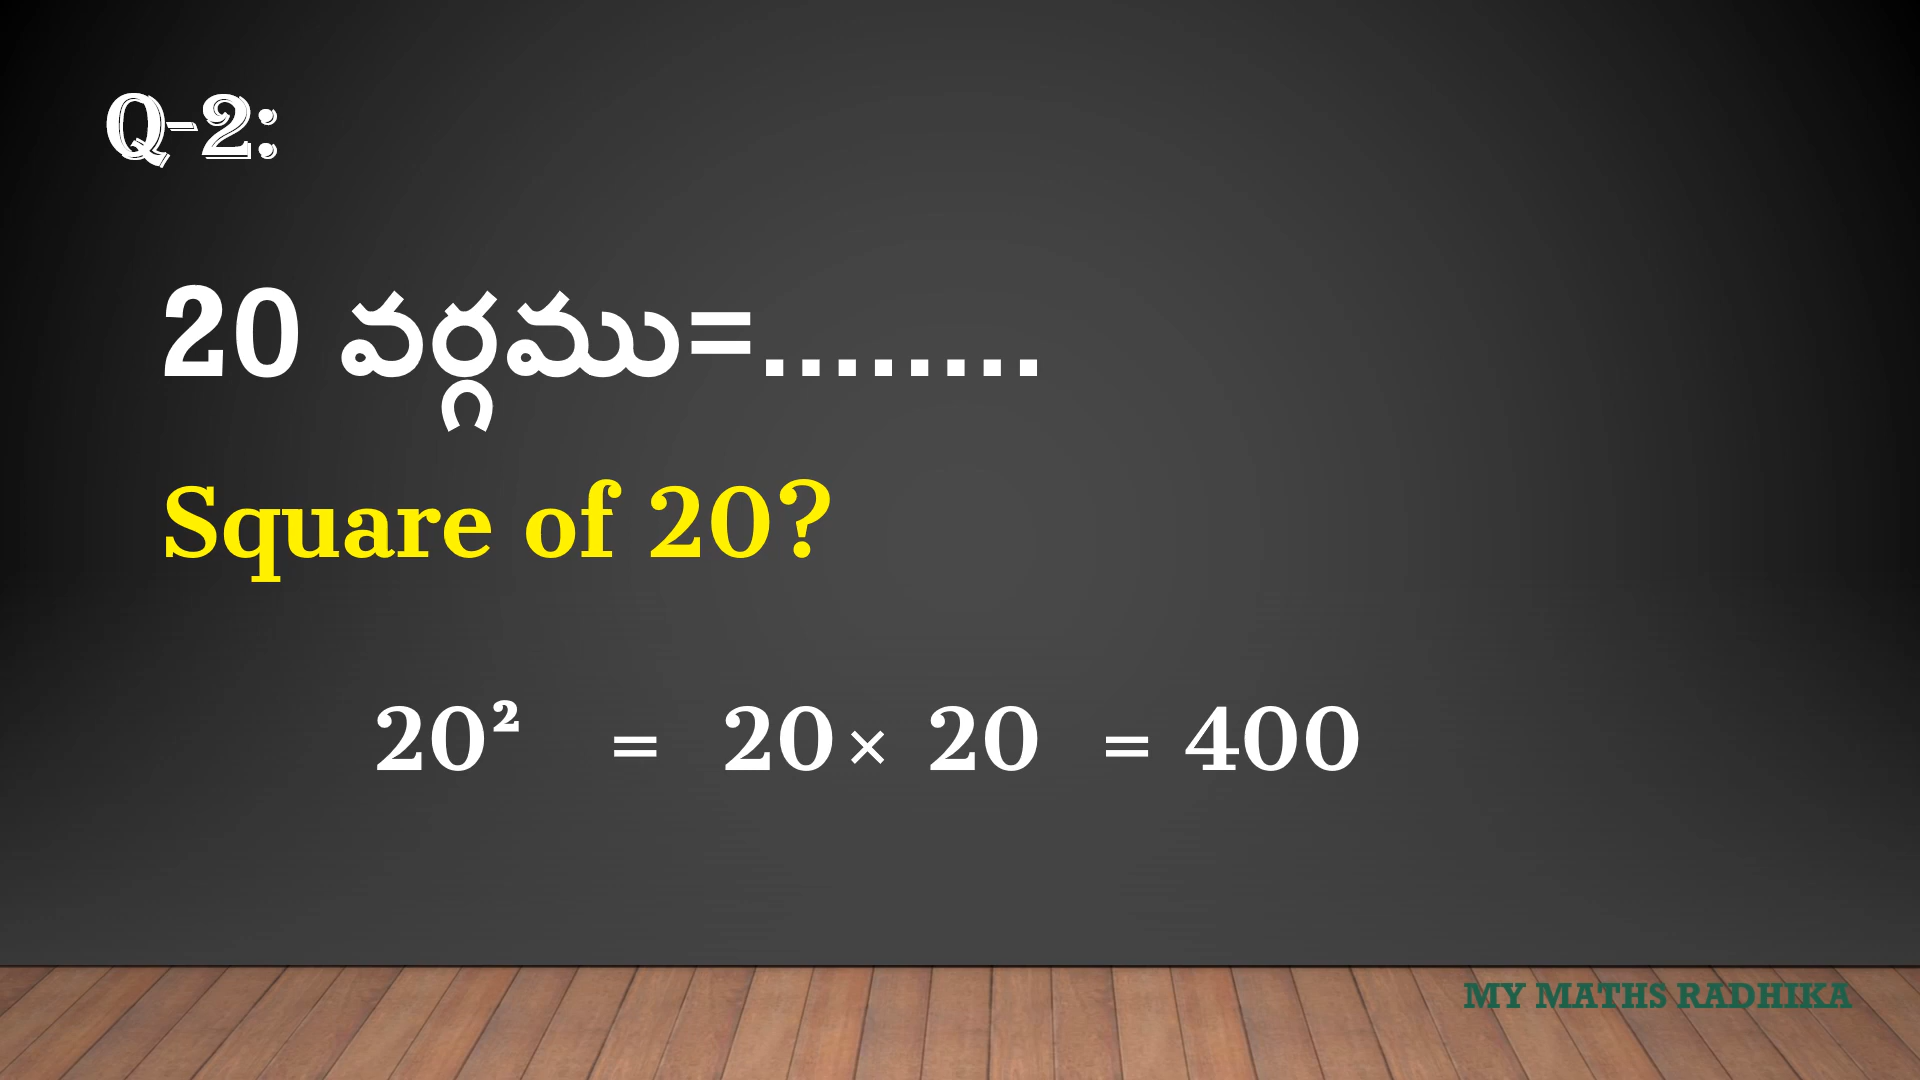 Q-2:
20 వర్గము=........
Square of 20?
20² = 20 × 20 = 400
MY MATHS RADHIKA